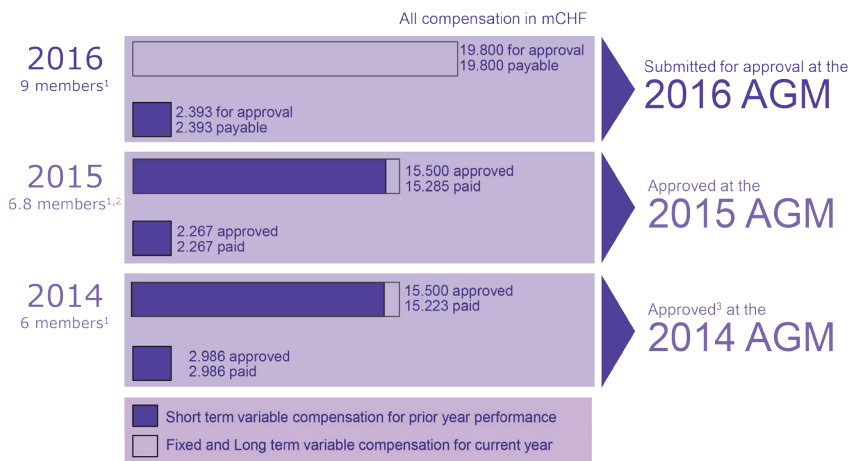 All compensation in mCHF
2016
9 members¹
19.800 for approval
19.800 payable
2.393 for approval
2.393 payable
Submitted for approval at the
2016 AGM
2015
6.8 members¹,²
15.500 approved
15.285 paid
2.267 approved
2.267 paid
Approved at the
2015 AGM
2014
6 members¹
15.500 approved
15.223 paid
2.986 approved
2.986 paid
Approved³ at the
2014 AGM
Short term variable compensation for prior year performance
Fixed and Long term variable compensation for current year